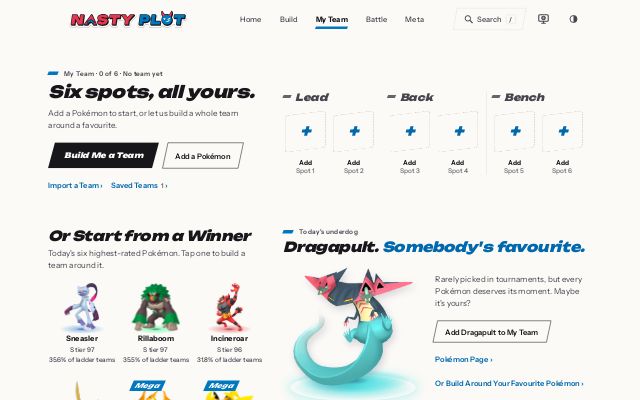 NASTY PLOT
Home
Build
My Team
Battle
Meta
Search /
My Team · 0 of 6 · No team yet
Six spots, all yours.
Add a Pokémon to start, or let us build a whole team
around a favourite.
Build Me a Team
Add a Pokémon
Import a Team ›
Saved Teams 1 ›
Lead
Back
Bench
Add
Spot 1
Add
Spot 2
Add
Spot 3
Add
Spot 4
Add
Spot 5
Add
Spot 6
Or Start from a Winner
Today's six highest-rated Pokémon. Tap one to build a
team around it.
Sneasler
S tier 97
35.6% of ladder teams
Rillaboom
S tier 97
35.5% of ladder teams
Incineroar
S tier 96
31.8% of ladder teams
Mega
Mega
Today's underdog
Dragapult. Somebody's favourite.
Rarely picked in tournaments, but every
Pokémon deserves its moment. Maybe
it's yours?
Add Dragapult to My Team
Pokémon Page ›
Or Build Around Your Favourite Pokémon ›